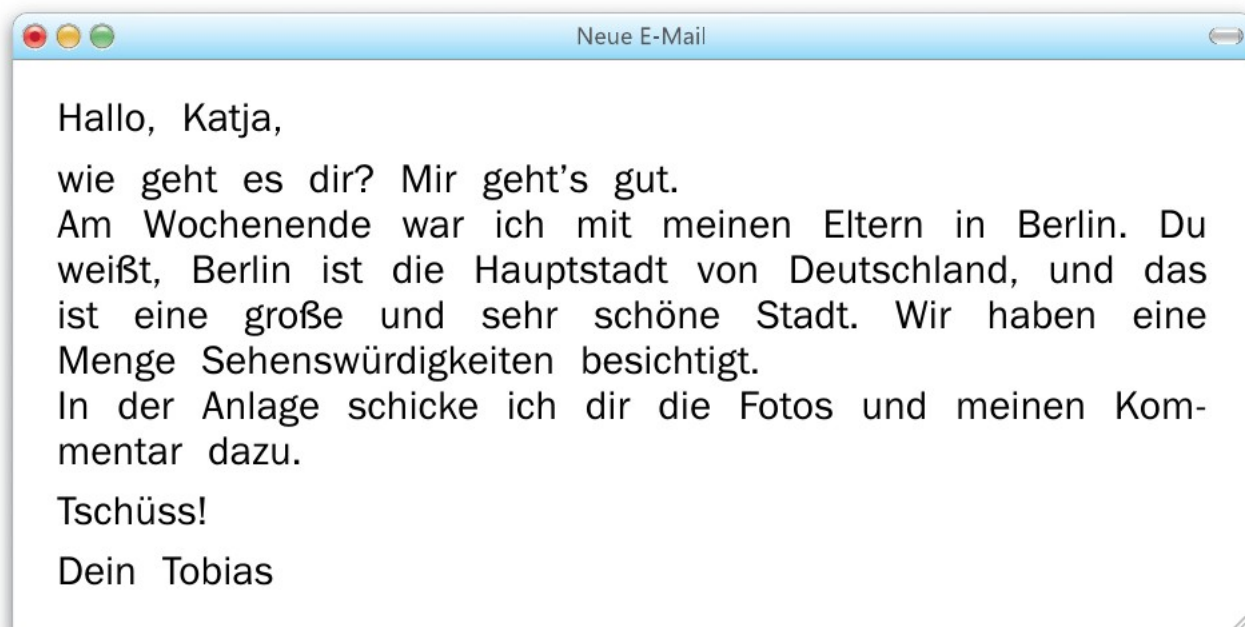 Neue E-Mail
Hallo, Katja,
wie geht es dir? Mir geht's gut.
Am Wochenende war ich mit meinen Eltern in Berlin. Du
weißt, Berlin ist die Hauptstadt von Deutschland, und das
ist eine große und sehr schöne Stadt. Wir haben eine
Menge Sehenswürdigkeiten besichtigt.
In der Anlage schicke ich dir die Fotos und meinen Kom-
mentar dazu.
Tschüss!
Dein Tobias